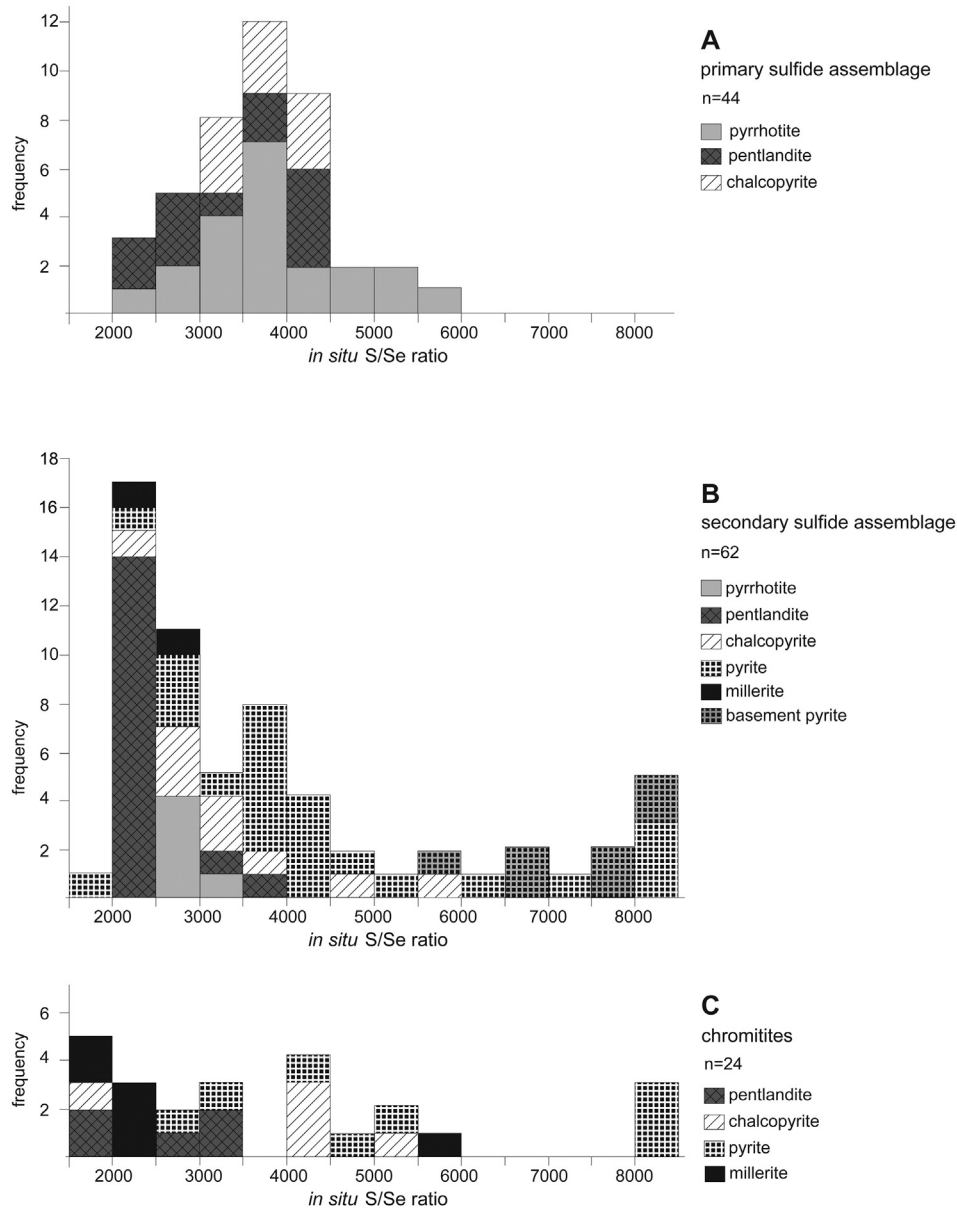 12
10
8
6
4
2
frequency
2000 3000 4000 5000 6000 7000 8000
in situ S/Se ratio
A
primary sulfide assemblage
n=44
pyrrhotite
pentlandite
chalcopyrite
18
16
14
12
10
8
6
4
2
frequency
2000 3000 4000 5000 6000 7000 8000
in situ S/Se ratio
B
secondary sulfide assemblage
n=62
pyrrhotite
pentlandite
chalcopyrite
pyrite
millerite
basement pyrite
6
4
2
frequency
2000 3000 4000 5000 6000 7000 8000
in situ S/Se ratio
C
chromitites
n=24
pentlandite
chalcopyrite
pyrite
millerite